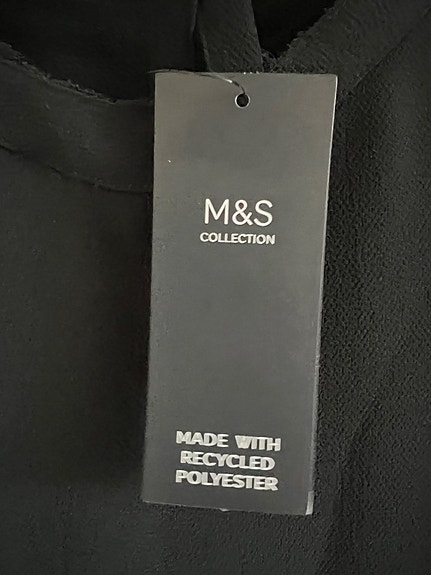 M&S
COLLECTION
MADE WITH
RECYCLED
POLYESTER